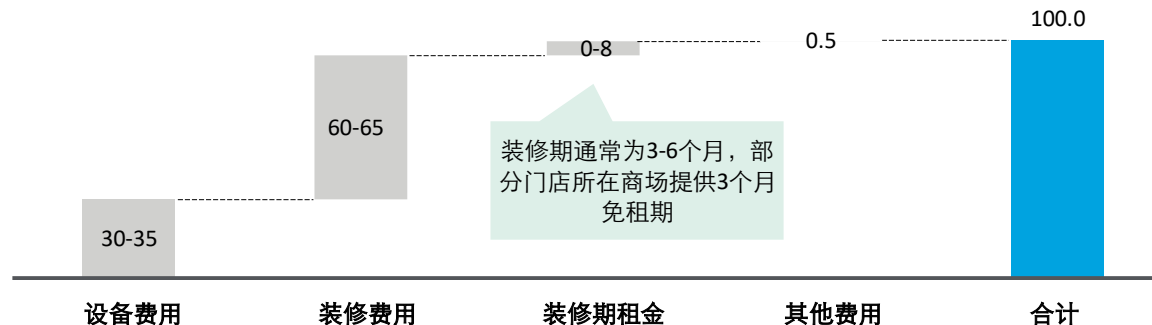 100.0
0-8
0.5
60-65
装修期通常为3-6个月，部
分门店所在商场提供3个月
免租期
30-35
设备费用
装修费用
装修期租金
其他费用
合计